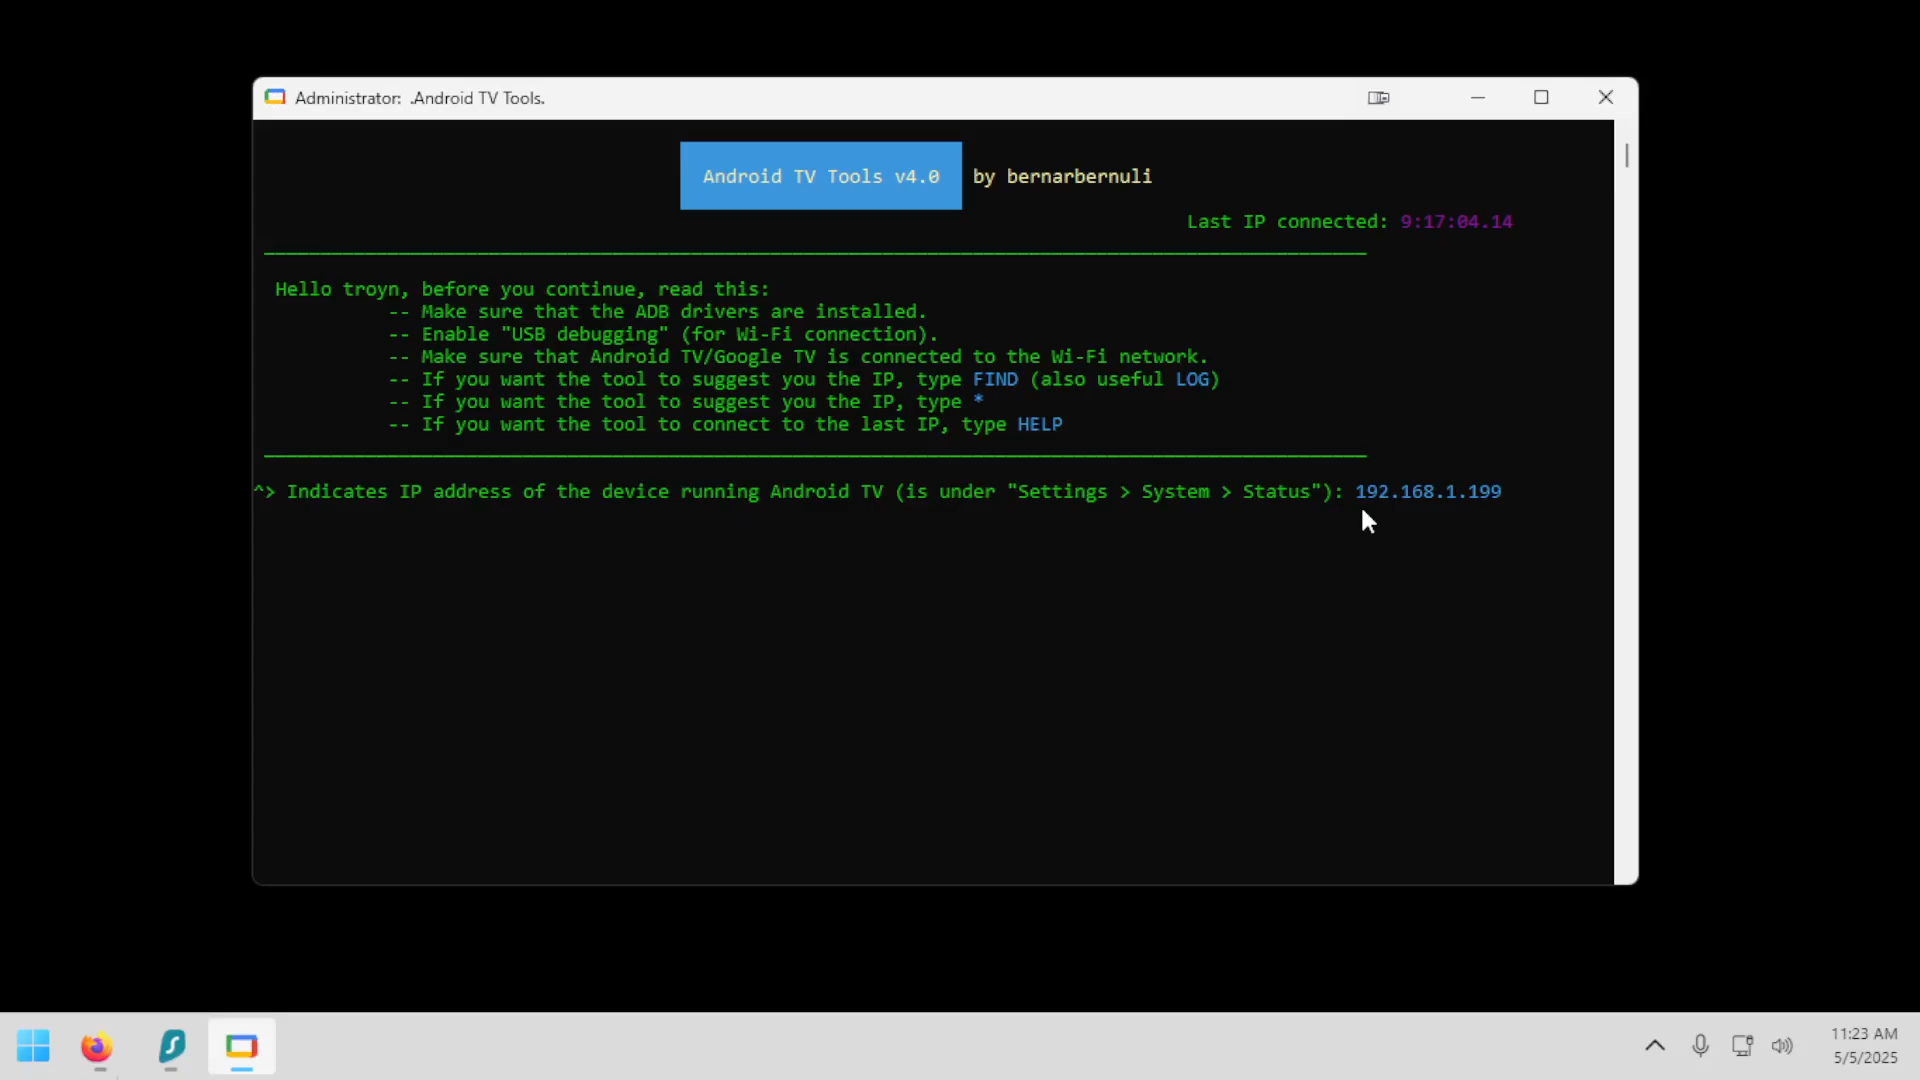 Administrator:  .Android TV Tools.
Android TV Tools v4.0 by bernarbernuli
Last IP connected: 9:17:04.14
Hello troyn, before you continue, read this:
-- Make sure that the ADB drivers are installed.
-- Enable "USB debugging" (for Wi-Fi connection).
-- Make sure that Android TV/Google TV is connected to the Wi-Fi network.
-- If you want the tool to suggest you the IP, type FIND (also useful LOG)
-- If you want the tool to suggest you the IP, type *
-- If you want the tool to connect to the last IP, type HELP
^> Indicates IP address of the device running Android TV (is under "Settings > System > Status"): 192.168.1.199
11:23 AM
5/5/2025